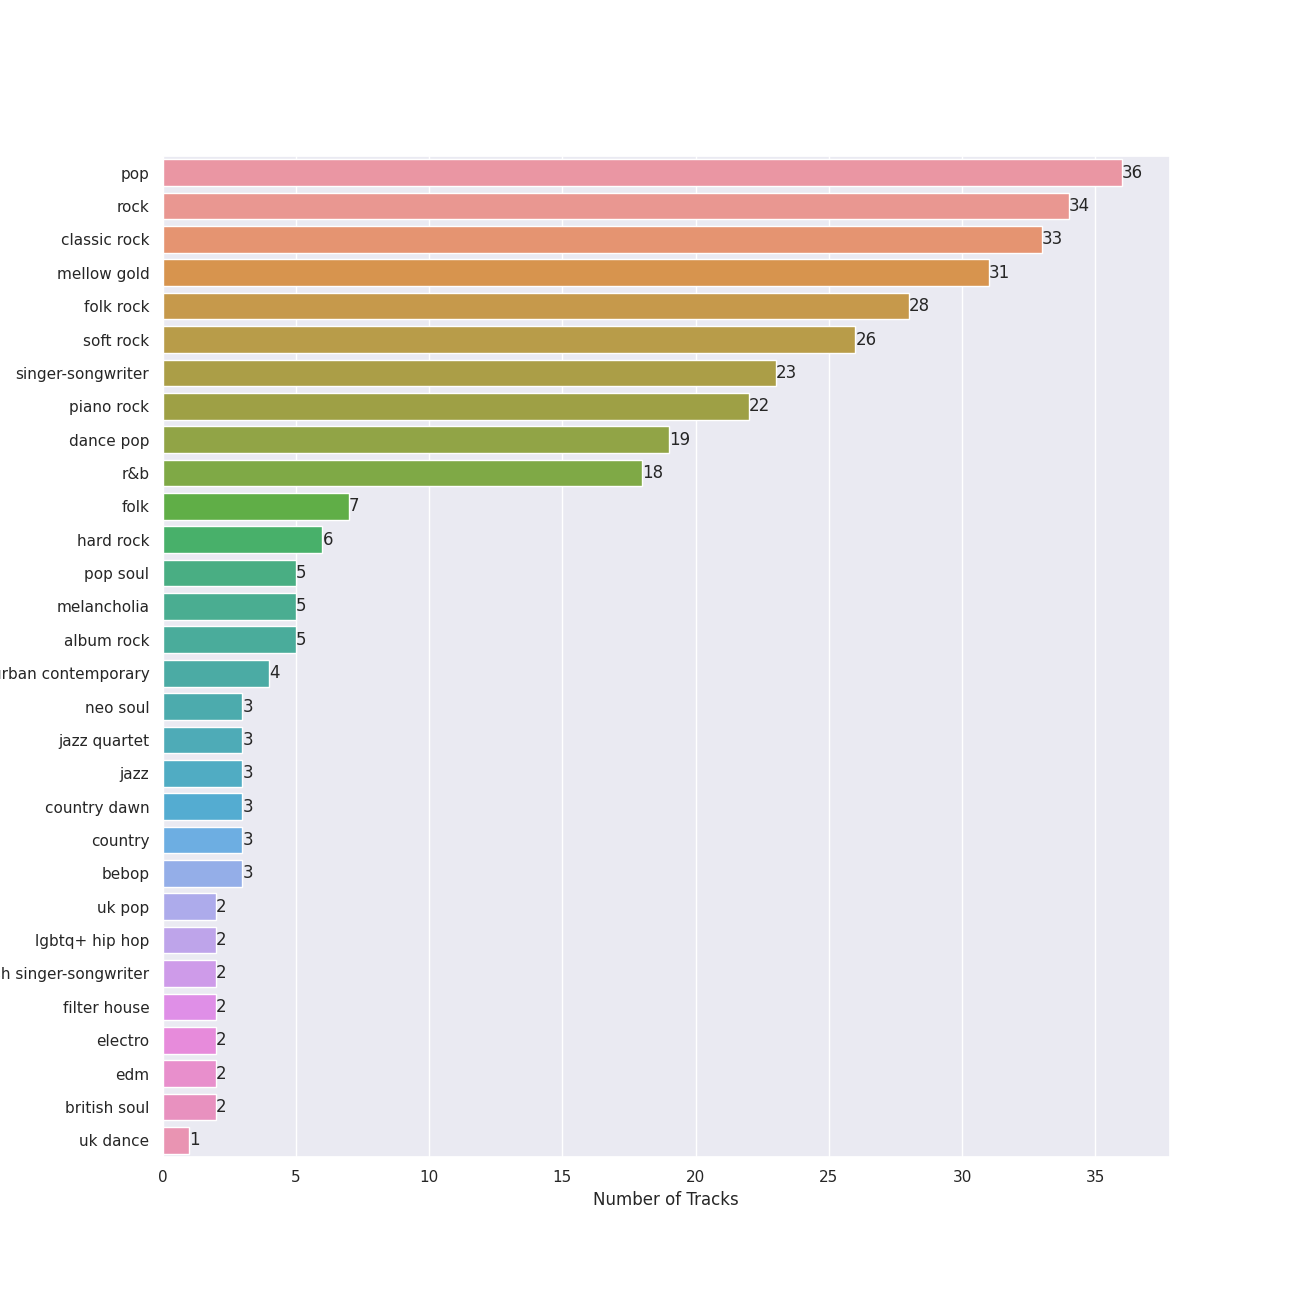 pop 36
rock 34
classic rock 33
mellow gold 31
folk rock 28
soft rock 26
singer-songwriter 23
piano rock 22
dance pop 19
r&b 18
folk 7
hard rock 6
pop soul 5
melancholia 5
album rock 5
rban contemporary 4
neo soul 3
jazz quartet 3
jazz 3
country dawn 3
country 3
bebop 3
uk pop 2
lgbtq+ hip hop 2
h singer-songwriter 2
filter house 2
electro 2
edm 2
british soul 2
uk dance 1
0 5 10 15 20 25 30 35
Number of Tracks